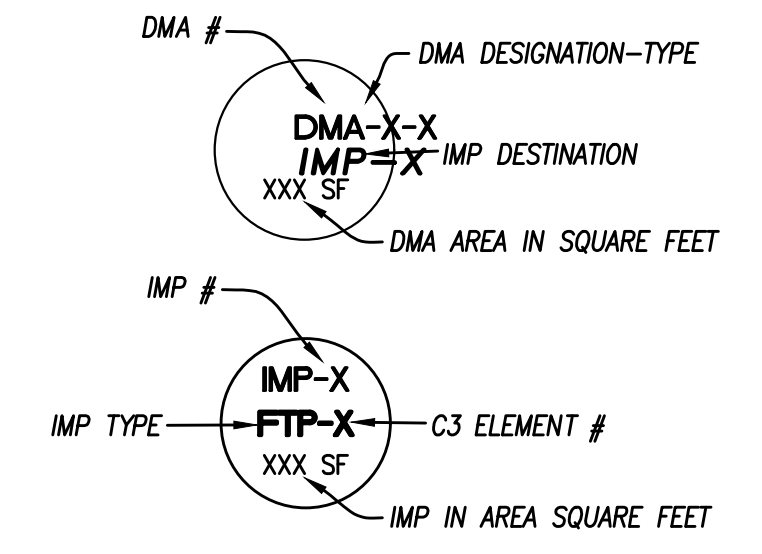 DMA #
DMA DESIGNATION-TYPE
DMA-X-X
IMP=X
IMP DESTINATION
XXX SF
DMA AREA IN SQUARE FEET
IMP #
IMP-X
IMP TYPE
FTP-X
C3 ELEMENT #
XXX SF
IMP IN AREA SQUARE FEET